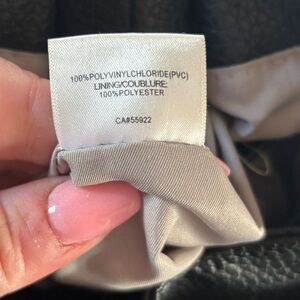 100%POLYVINYLCHLORIDE(PVC)
LINING/COUBLURE:
100%POLYESTER
CA#55922